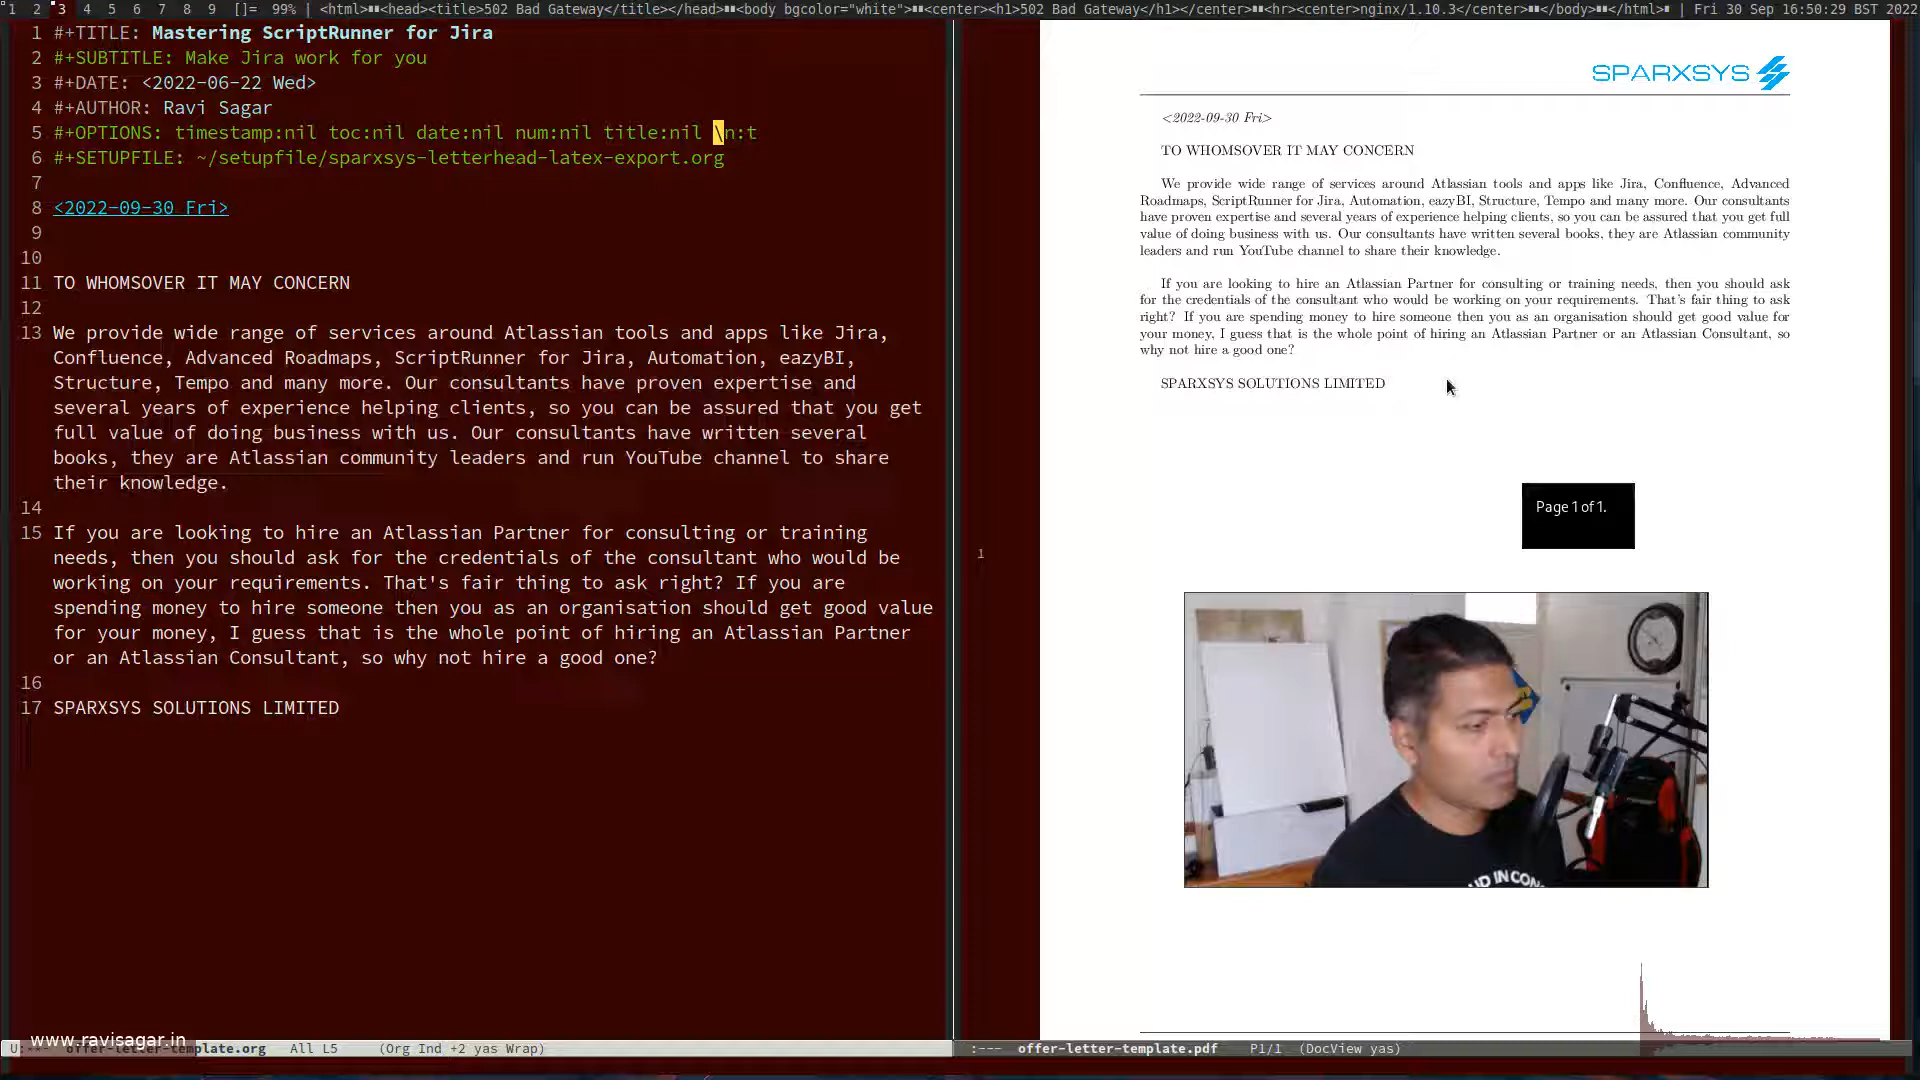 1 2 3 4 5 6 7 8 9 []= 99% | <html>▪▪<head><title>502 Bad Gateway</title></head>▪▪<body bgcolor="white">▪▪<center><h1>502 Bad Gateway</h1></center>▪▪<hr><center>nginx/1.10.3</center>▪▪</body>▪▪</html>▪ | Fri 30 Sep 16:50:29 BST 2022
1 #+TITLE: Mastering ScriptRunner for Jira
2 #+SUBTITLE: Make Jira work for you
3 #+DATE: <2022-06-22 Wed>
4 #+AUTHOR: Ravi Sagar
5 #+OPTIONS: timestamp:nil toc:nil date:nil num:nil title:nil \n:t
6 #+SETUPFILE: ~/setupfile/sparxsys-letterhead-latex-export.org
7
8 <2022-09-30 Fri>
9
10
11 TO WHOMSOVER IT MAY CONCERN
12
13 We provide wide range of services around Atlassian tools and apps like Jira,
Confluence, Advanced Roadmaps, ScriptRunner for Jira, Automation, eazyBI,
Structure, Tempo and many more. Our consultants have proven expertise and
several years of experience helping clients, so you can be assured that you get
full value of doing business with us. Our consultants have written several
books, they are Atlassian community leaders and run YouTube channel to share
their knowledge.
14
15 If you are looking to hire an Atlassian Partner for consulting or training
needs, then you should ask for the credentials of the consultant who would be
working on your requirements. That's fair thing to ask right? If you are
spending money to hire someone then you as an organisation should get good value
for your money, I guess that is the whole point of hiring an Atlassian Partner
or an Atlassian Consultant, so why not hire a good one?
16
17 SPARXSYS SOLUTIONS LIMITED
www.ravisagar.in
U:--- offer-letter-template.org All L5 (Org Ind +2 yas Wrap)
SPARXSYS
<2022-09-30 Fri>
TO WHOMSOVER IT MAY CONCERN
We provide wide range of services around Atlassian tools and apps like Jira, Confluence, Advanced
Roadmaps, ScriptRunner for Jira, Automation, eazyBI, Structure, Tempo and many more. Our consultants
have proven expertise and several years of experience helping clients, so you can be assured that you get full
value of doing business with us. Our consultants have written several books, they are Atlassian community
leaders and run YouTube channel to share their knowledge.
If you are looking to hire an Atlassian Partner for consulting or training needs, then you should ask
for the credentials of the consultant who would be working on your requirements. That's fair thing to ask
right? If you are spending money to hire someone then you as an organisation should get good value for
your money, I guess that is the whole point of hiring an Atlassian Partner or an Atlassian Consultant, so
why not hire a good one?
SPARXSYS SOLUTIONS LIMITED
Page 1 of 1.
1
:--- offer-letter-template.pdf P1/1 (DocView yas)